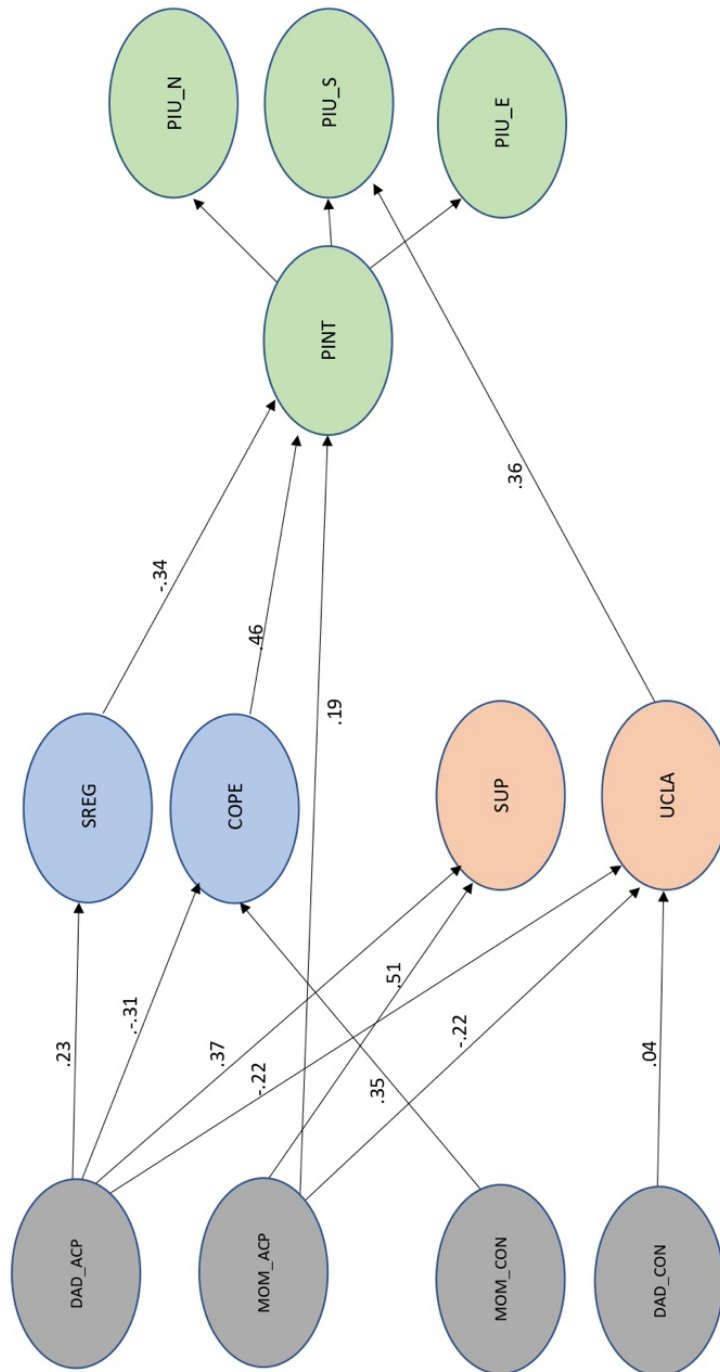 DAD_ACP
MOM_ACP
MOM_CON
DAD_CON
.23
.-.31
.37
-.22
.51
.35
-.22
.04
SREG
COPE
SUP
UCLA
-.34
.46
.19
.36
PINT
PIU_N
PIU_S
PIU_E